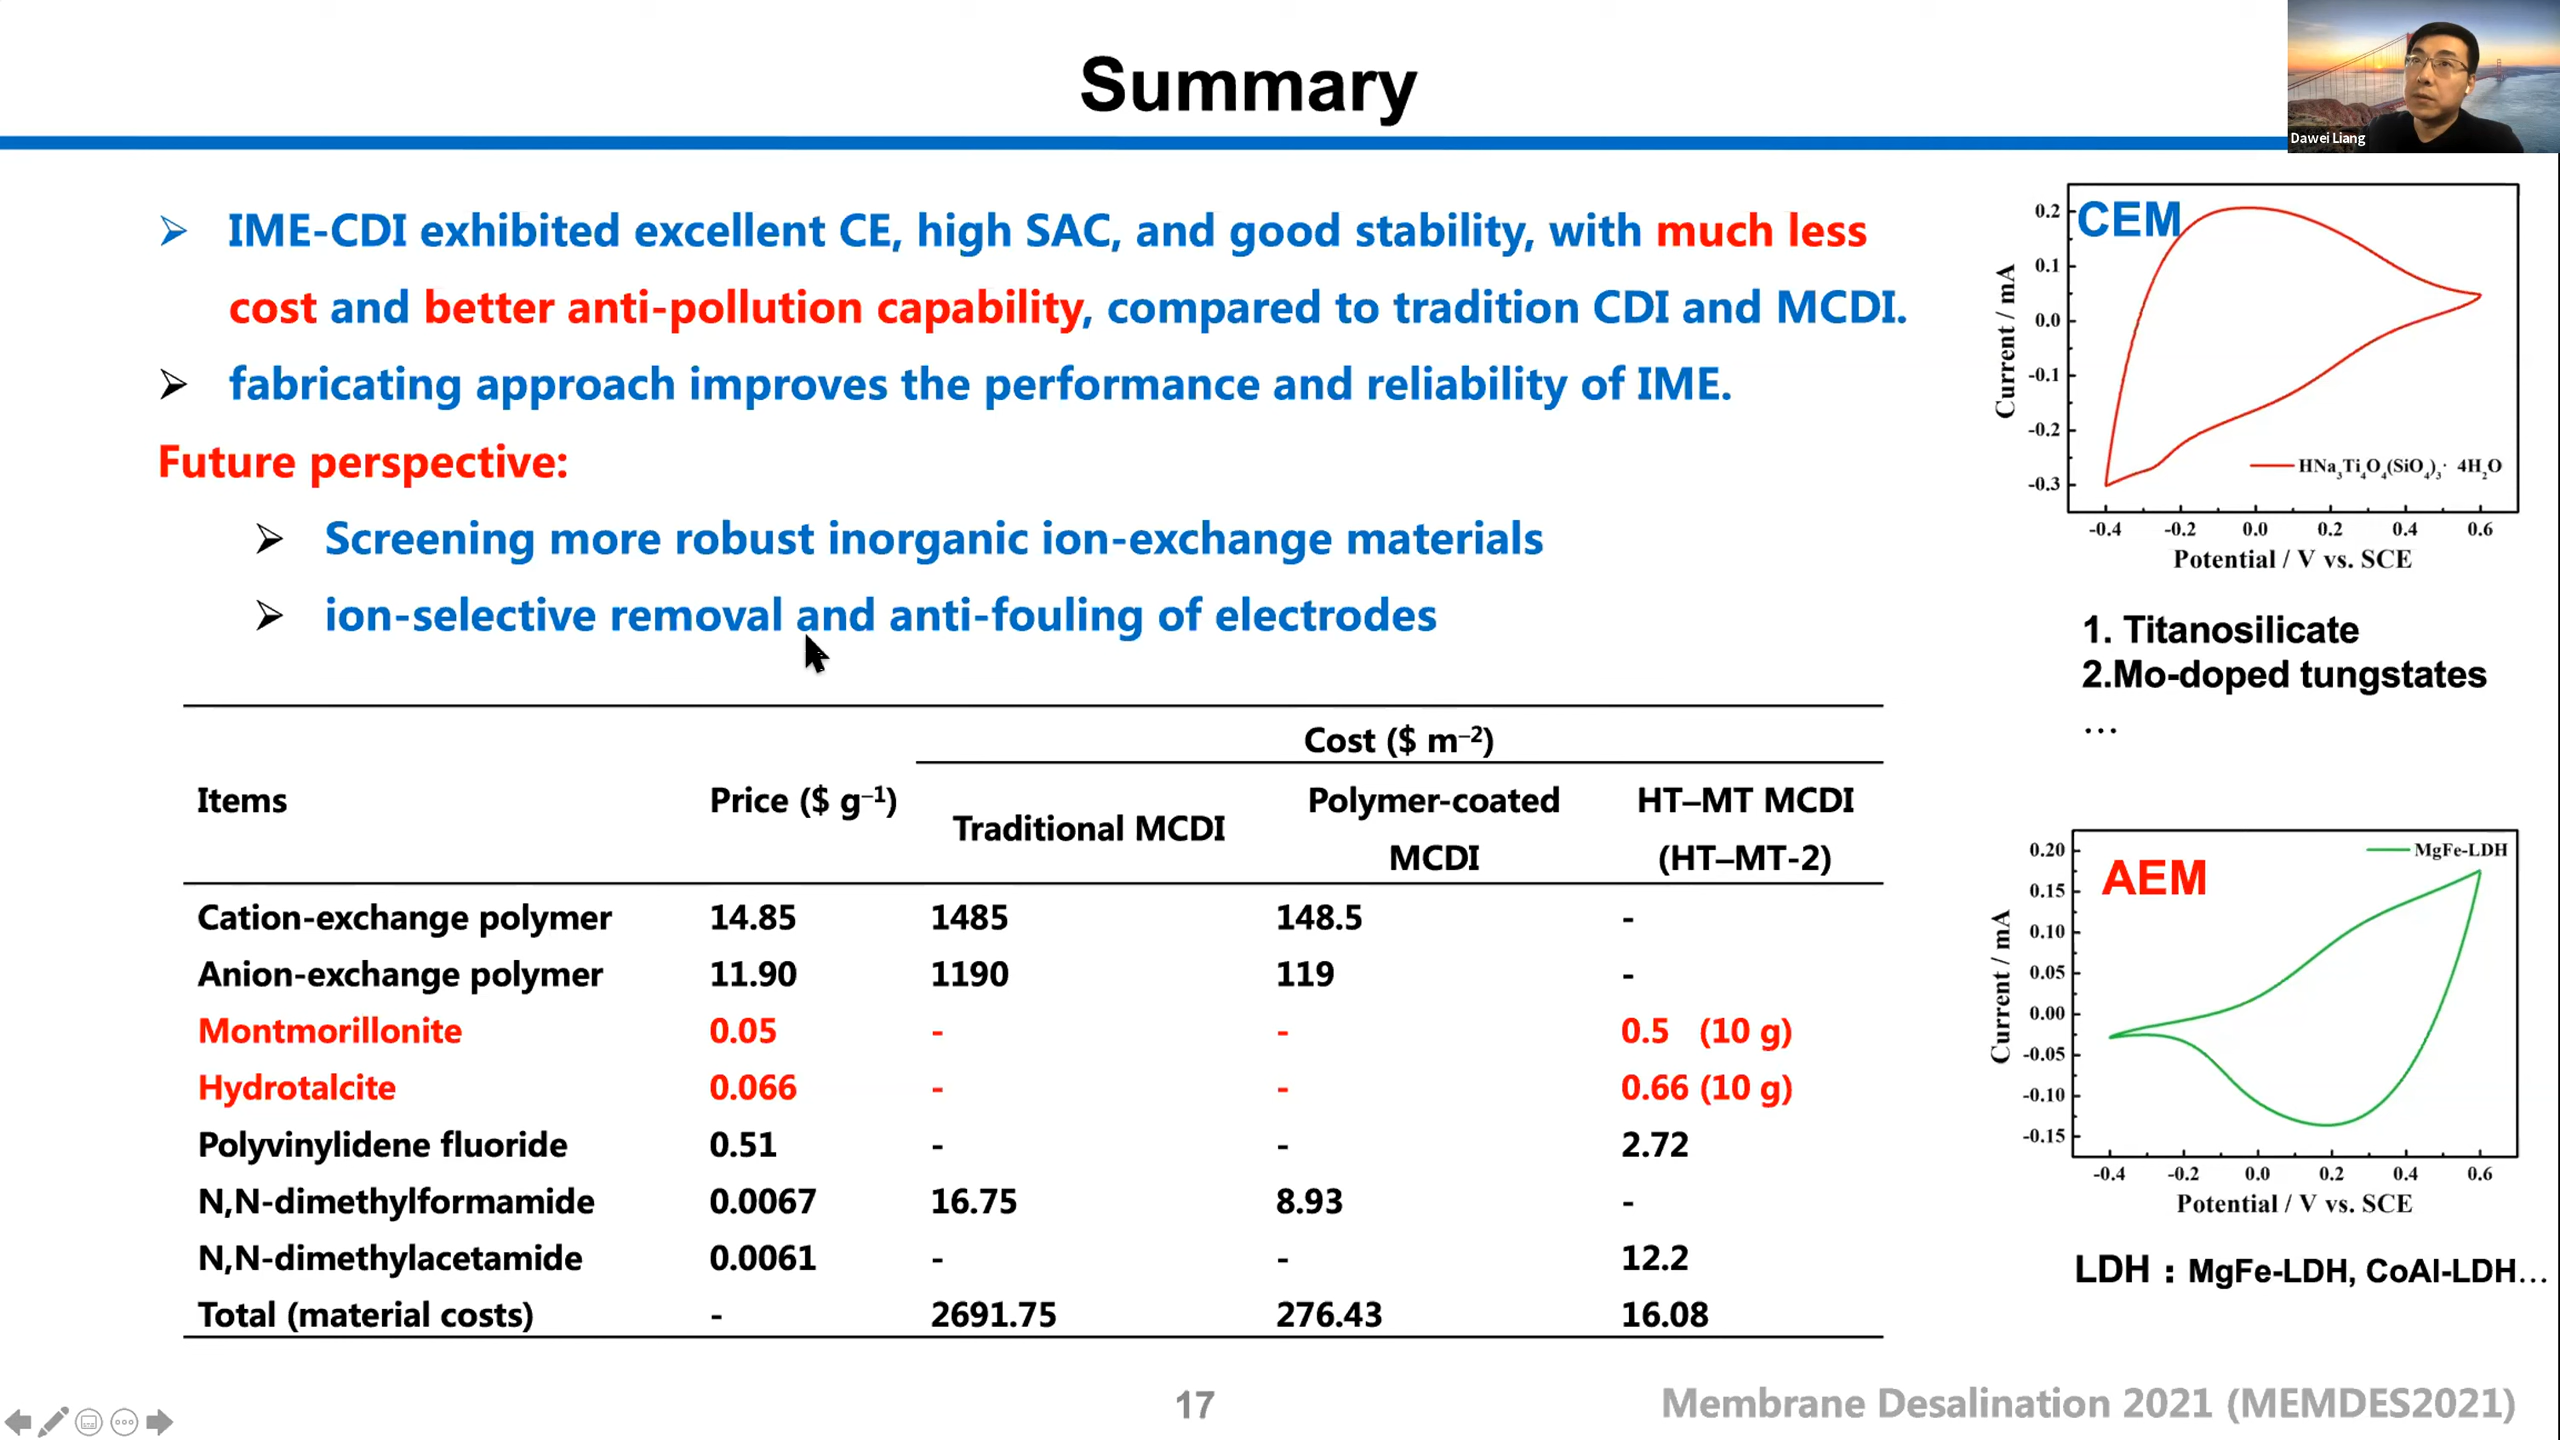 Summary
Dawei Liang
➢ IME-CDI exhibited excellent CE, high SAC, and good stability, with much less
cost and better anti-pollution capability, compared to tradition CDI and MCDI.
➢ fabricating approach improves the performance and reliability of IME.
Future perspective:
➢ Screening more robust inorganic ion-exchange materials
➢ ion-selective removal and anti-fouling of electrodes
Items Price ($ g⁻¹) Cost ($ m⁻²)
Traditional MCDI Polymer-coated MCDI HT–MT MCDI (HT–MT-2)
Cation-exchange polymer 14.85 1485 148.5 -
Anion-exchange polymer 11.90 1190 119 -
Montmorillonite 0.05 - - 0.5 (10 g)
Hydrotalcite 0.066 - - 0.66 (10 g)
Polyvinylidene fluoride 0.51 - - 2.72
N,N-dimethylformamide 0.0067 16.75 8.93 -
N,N-dimethylacetamide 0.0061 - - 12.2
Total (material costs) - 2691.75 276.43 16.08
CEM
Current / mA
0.2
0.1
0.0
-0.1
-0.2
-0.3
HNa₃Ti₄O₄(SiO₄)₃· 4H₂O
-0.4 -0.2 0.0 0.2 0.4 0.6
Potential / V vs. SCE
1. Titanosilicate
2.Mo-doped tungstates
…
AEM
MgFe-LDH
Current / mA
0.20
0.15
0.10
0.05
0.00
-0.05
-0.10
-0.15
-0.4 -0.2 0.0 0.2 0.4 0.6
Potential / V vs. SCE
LDH：MgFe-LDH, CoAl-LDH…
17
Membrane Desalination 2021 (MEMDES2021)